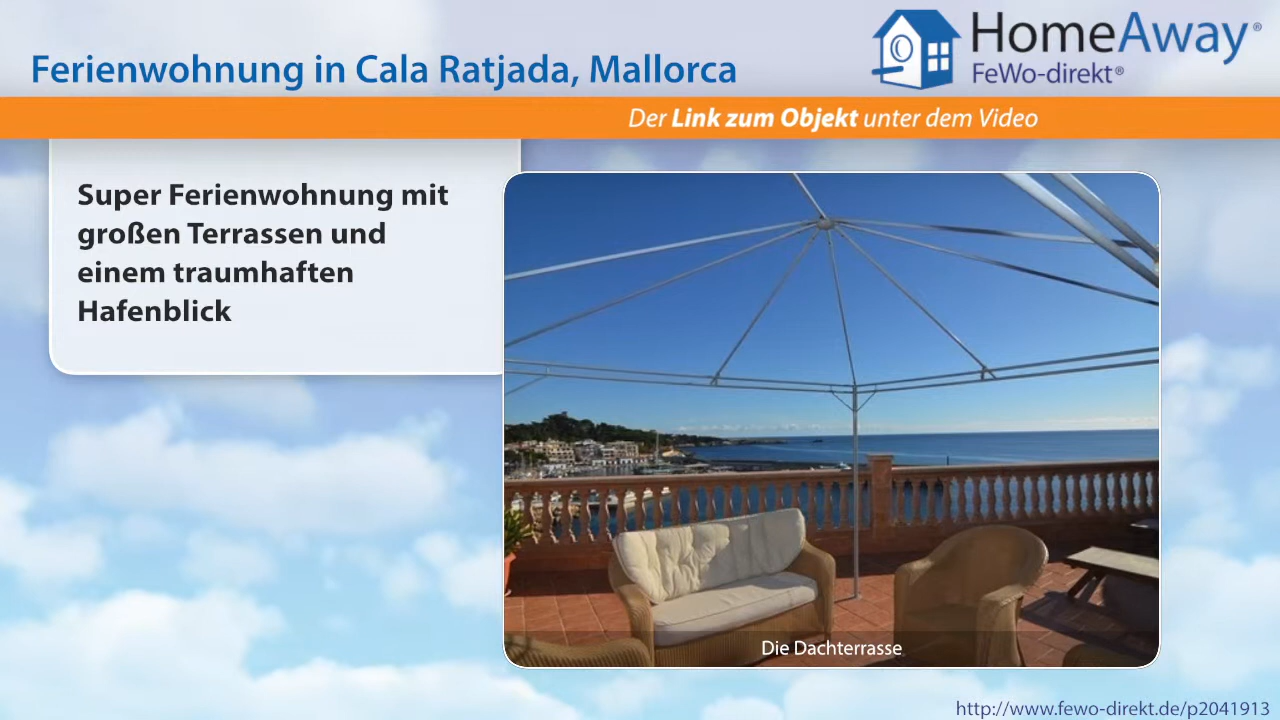 HomeAway®
FeWo-direkt®
Ferienwohnung in Cala Ratjada, Mallorca
Der Link zum Objekt unter dem Video
Super Ferienwohnung mit
großen Terrassen und
einem traumhaften
Hafenblick
Die Dachterrasse
http://www.fewo-direkt.de/p2041913